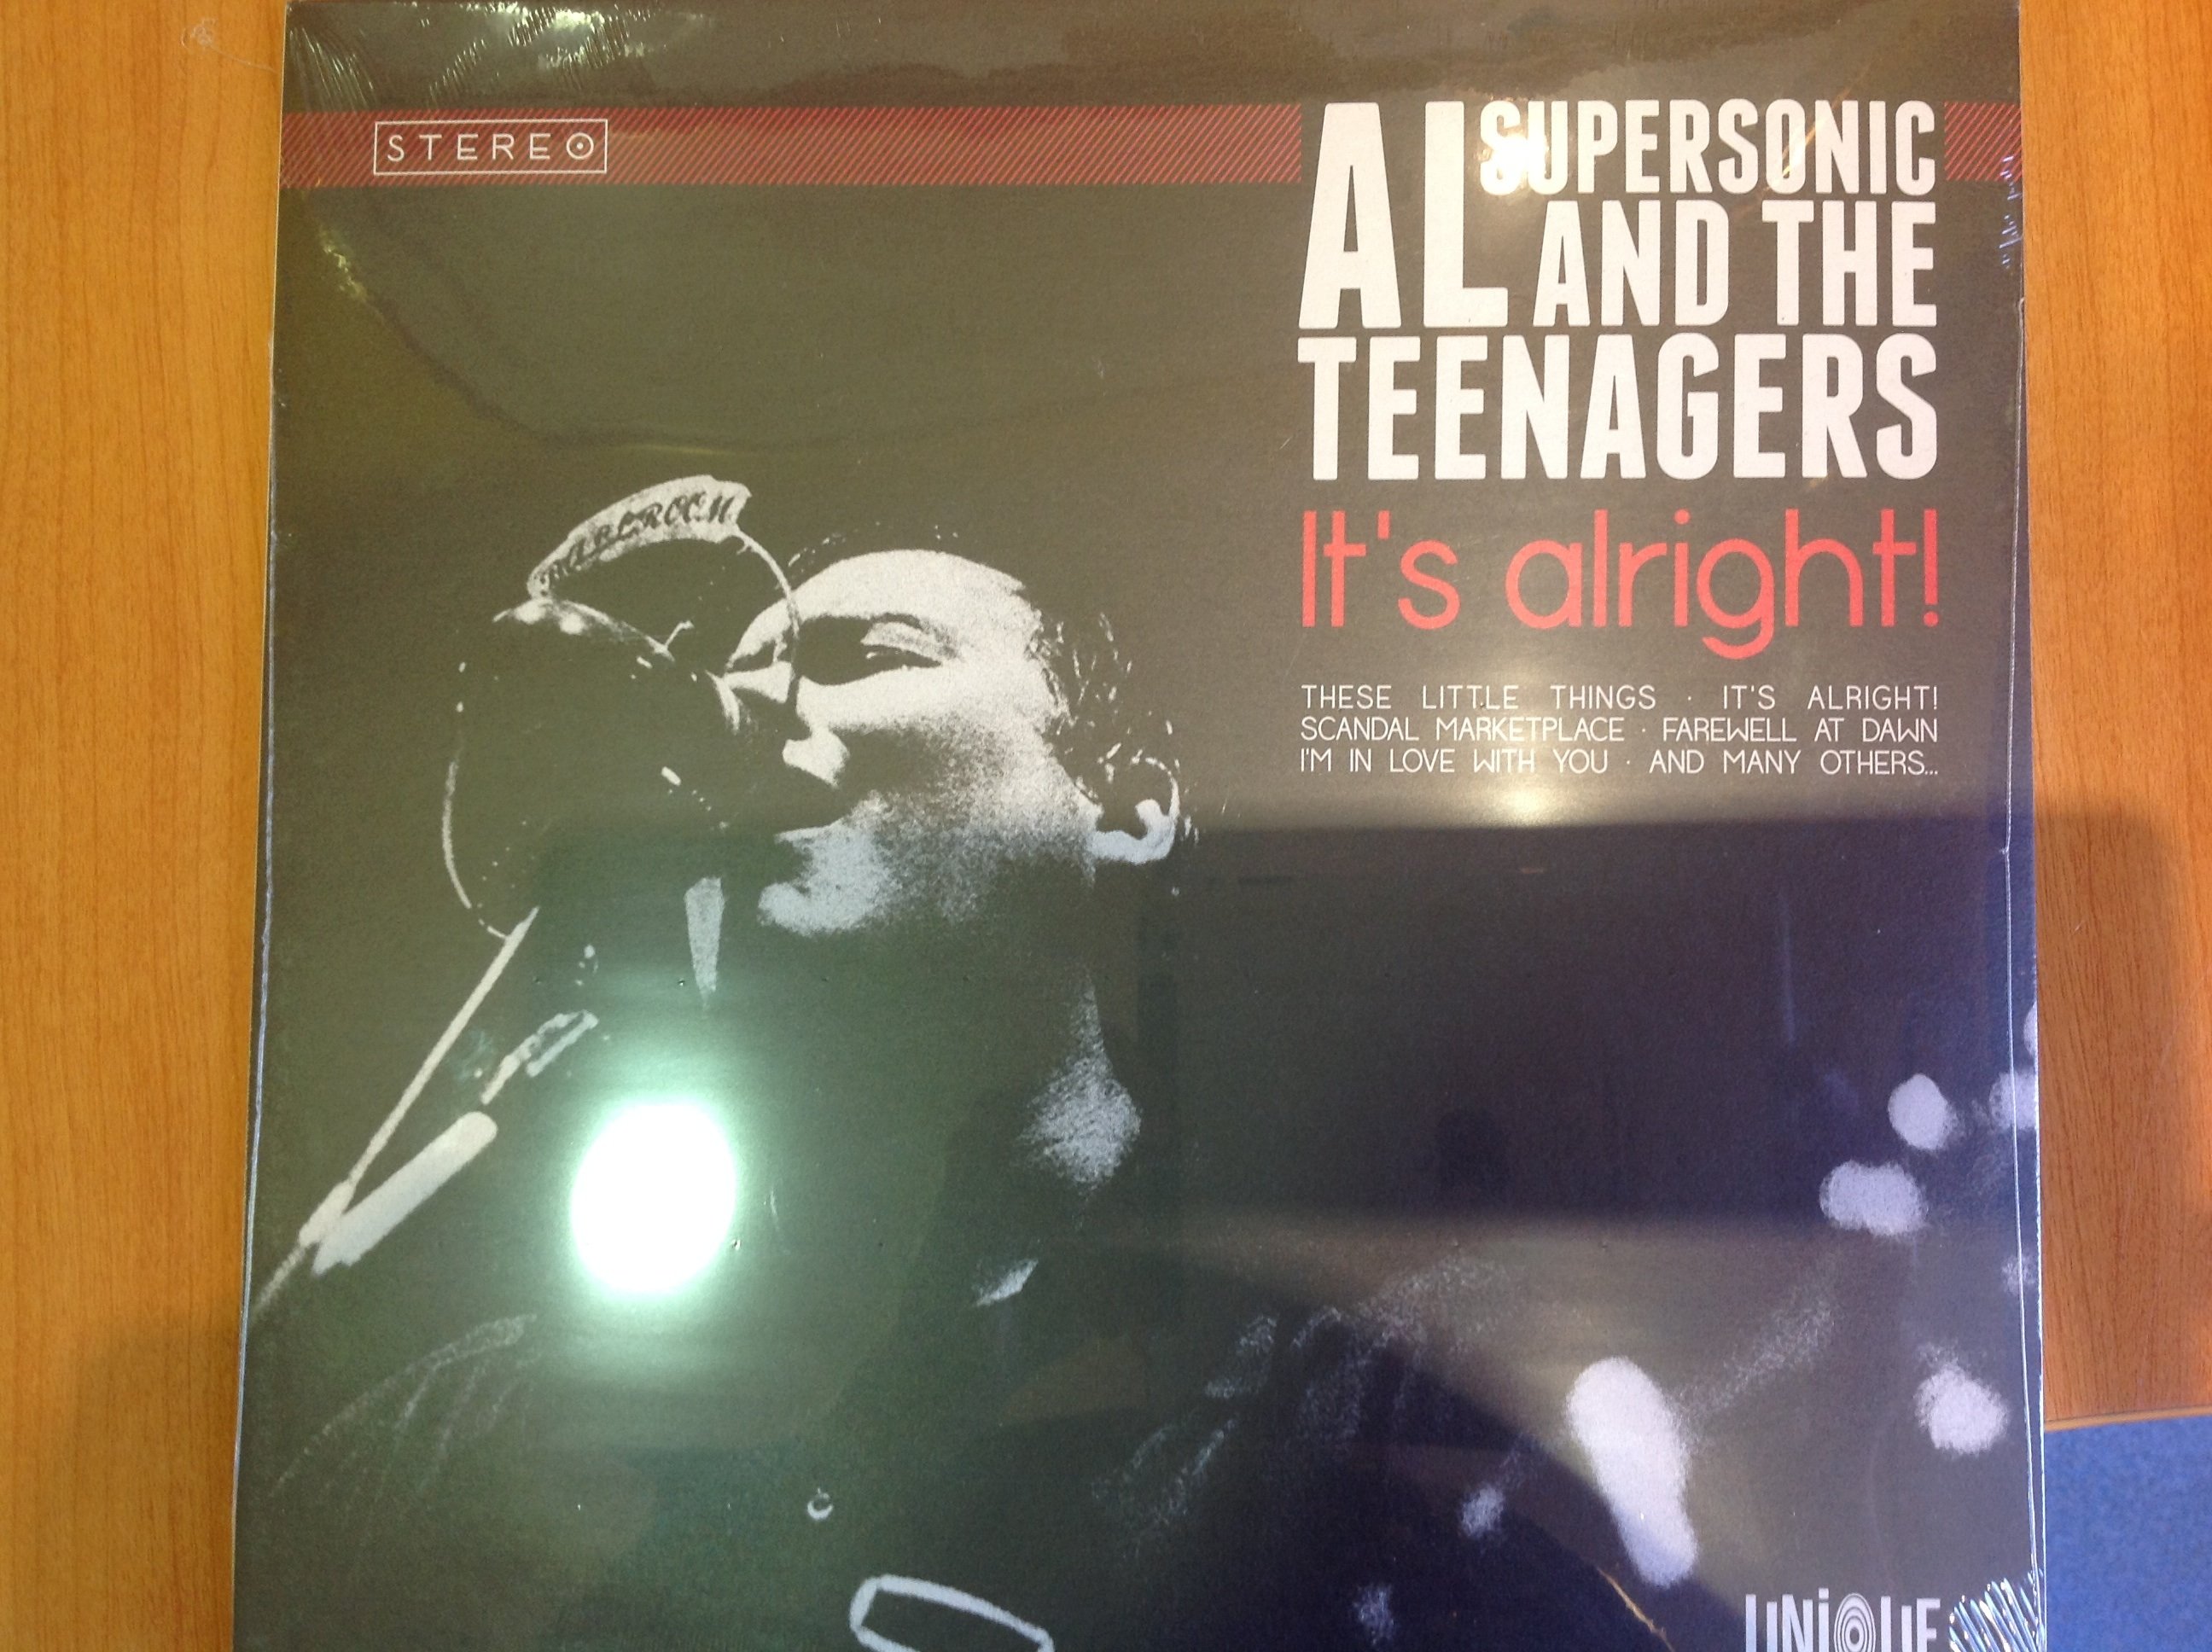 STEREO
AL SUPERSONIC
AND THE
TEENAGERS
It's alright!
THESE LITTLE THINGS · IT'S ALRIGHT!
SCANDAL MARKETPLACE · FAREWELL AT DAWN
I'M IN LOVE WITH YOU · AND MANY OTHERS...
UNIQUE